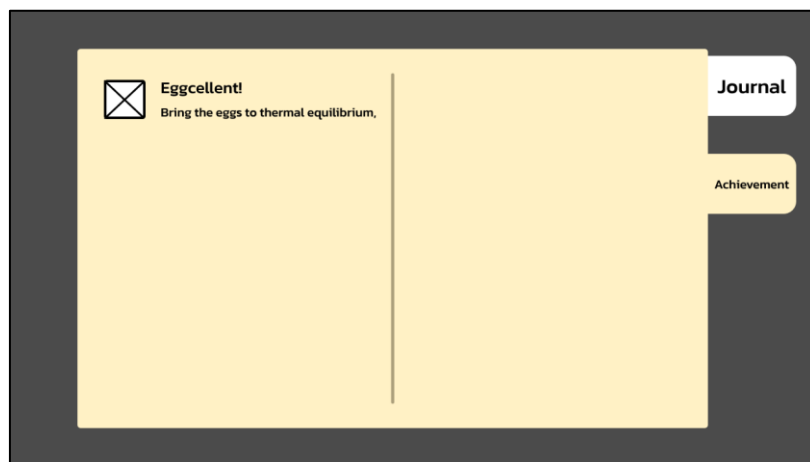 Eggcellent!
Bring the eggs to thermal equilibrium,
Journal
Achievement